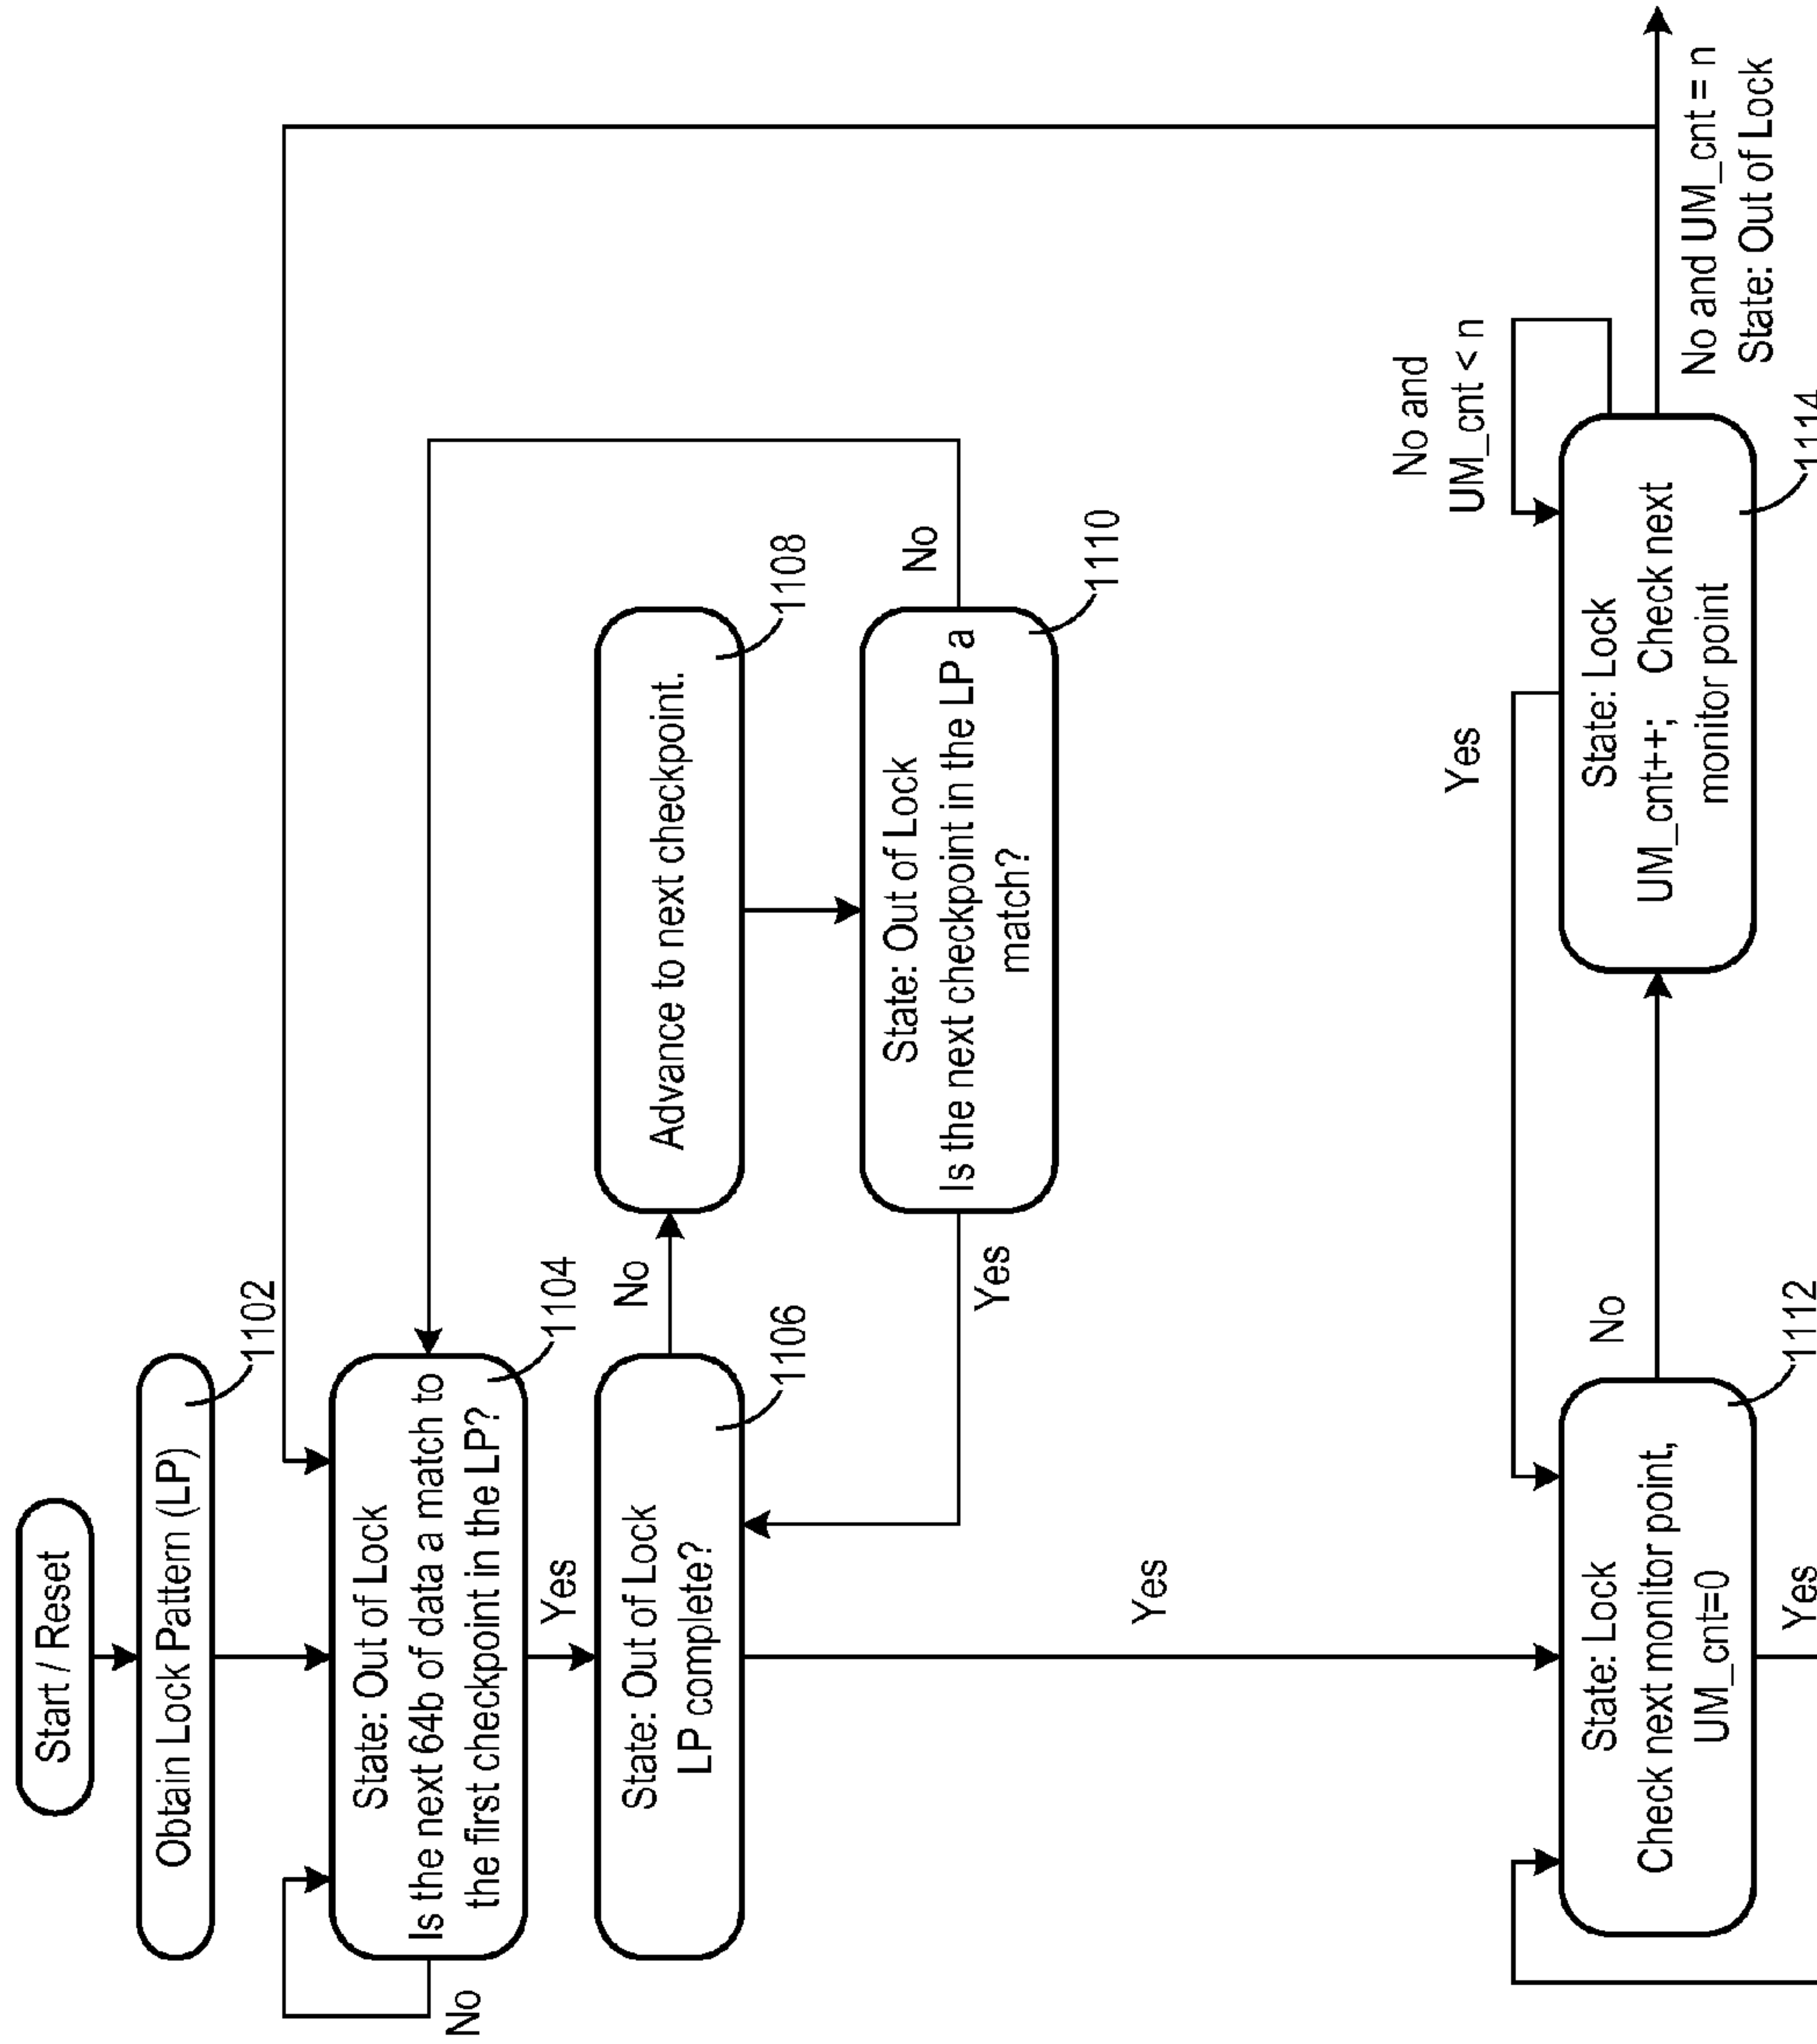 Start / Reset
Obtain Lock Pattern (LP)
1102
State: Out of Lock
Is the next 64b of data a match to
the first checkpoint in the LP?
1104
No
Yes
State: Out of Lock
LP complete?
1106
No
Advance to next checkpoint.
1108
State: Out of Lock
Is the next checkpoint in the LP a
match?
1110
No
Yes
Yes
State: Lock
Check next monitor point,
UM_cnt=0
1112
Yes
No
Yes
State: Lock
UM_cnt++; Check next
monitor point
1114
No and
UM_cnt < n
No and UM_cnt = n
State: Out of Lock